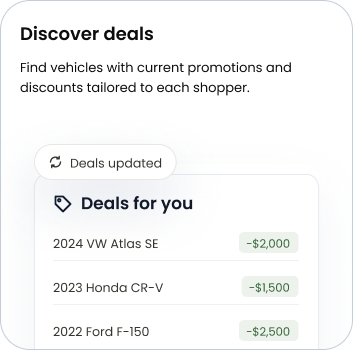 Discover deals
Find vehicles with current promotions and
discounts tailored to each shopper.
Deals updated
Deals for you
2024 VW Atlas SE
-$2,000
2023 Honda CR-V
-$1,500
2022 Ford F-150
-$2,500